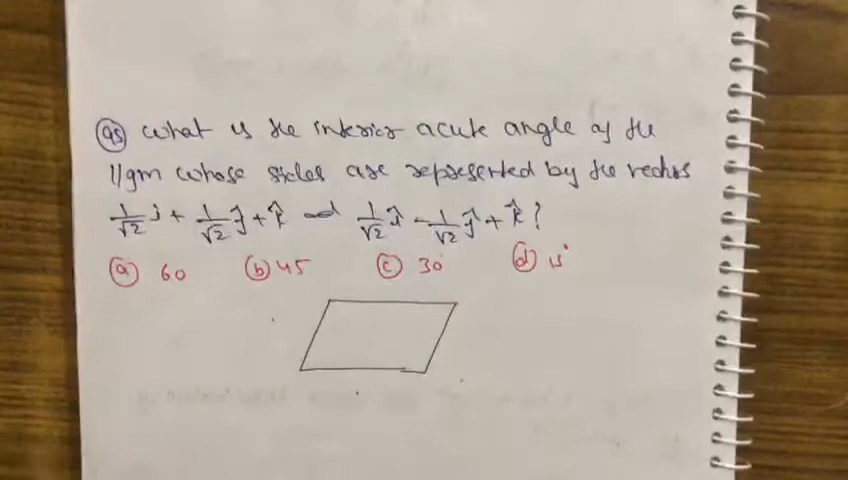 Q5 What is the interior acute angle of the
||gm whose sides are represented by the vectors
1/√2 i + 1/√2 ĵ + k̂ and 1/√2 î - 1/√2 ĵ + k̂ ?
(a) 60 (b) 45 (c) 30° (d) 15°